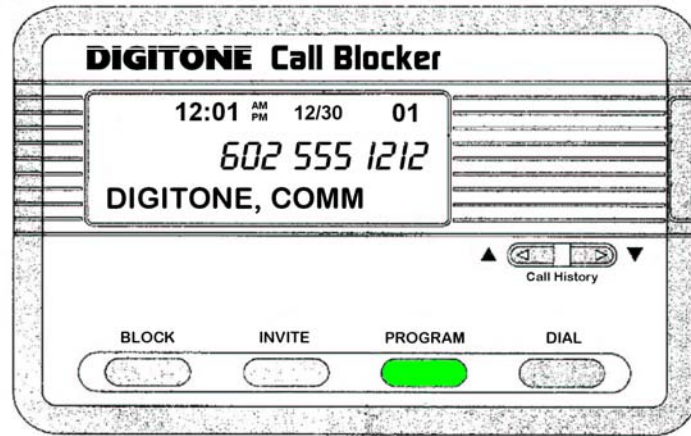 DIGITONE Call Blocker
12:01 AM PM 12/30 01
602 555 1212
DIGITONE, COMM
▲ ◁ ▷ ▼
Call History
BLOCK INVITE PROGRAM DIAL